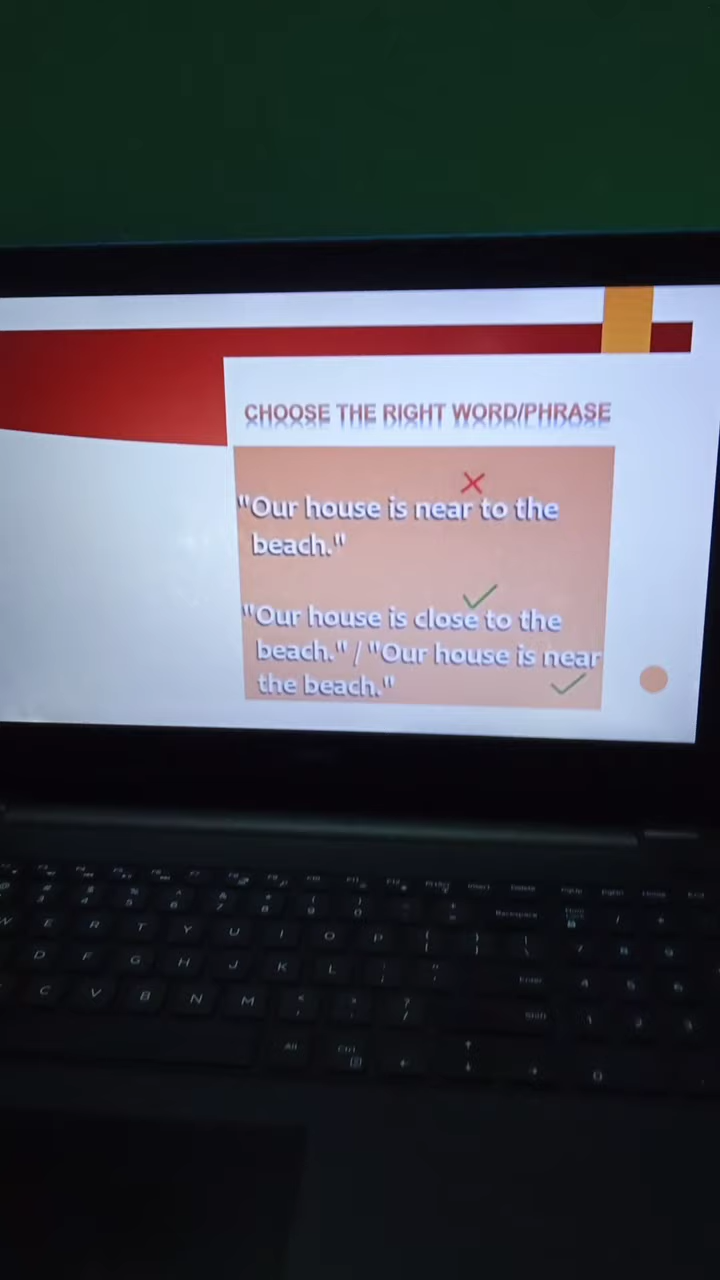 CHOOSE THE RIGHT WORD/PHRASE
"Our house is near to the
beach."
"Our house is close to the
beach." / "Our house is near
the beach."